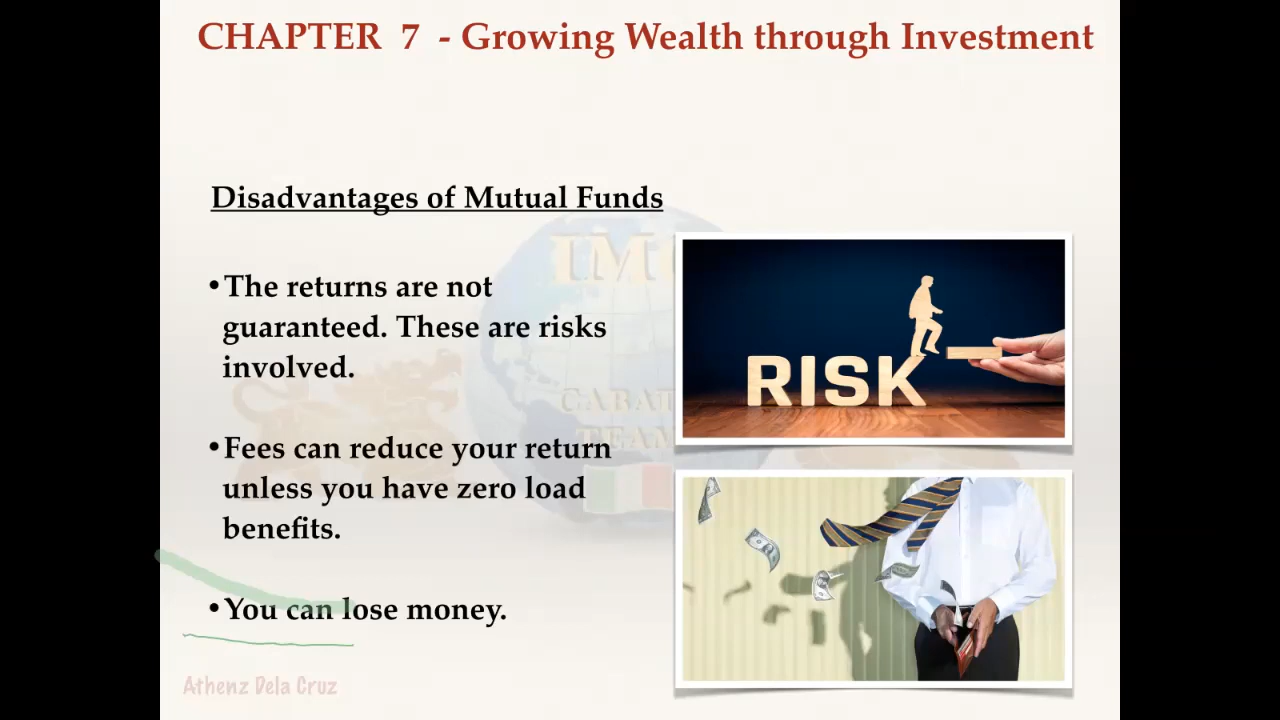 CHAPTER 7 - Growing Wealth through Investment
Disadvantages of Mutual Funds
•The returns are not
guaranteed. These are risks
involved.
•Fees can reduce your return
unless you have zero load
benefits.
•You can lose money.
RISK
IMG
TEAM
Athenz Dela Cruz